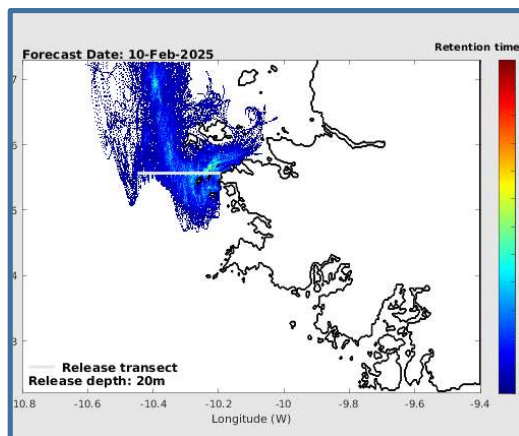 Forecast Date: 10-Feb-2025
Retention time
7
6
5
4
3
Release transect
Release depth: 20m
10.8 -10.6 -10.4 -10.2 -10 -9.8 -9.6 -9.4
Longitude (W)